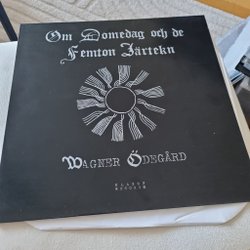 Om Domedag och de
Femton Järtekn
Wagner Ödegård